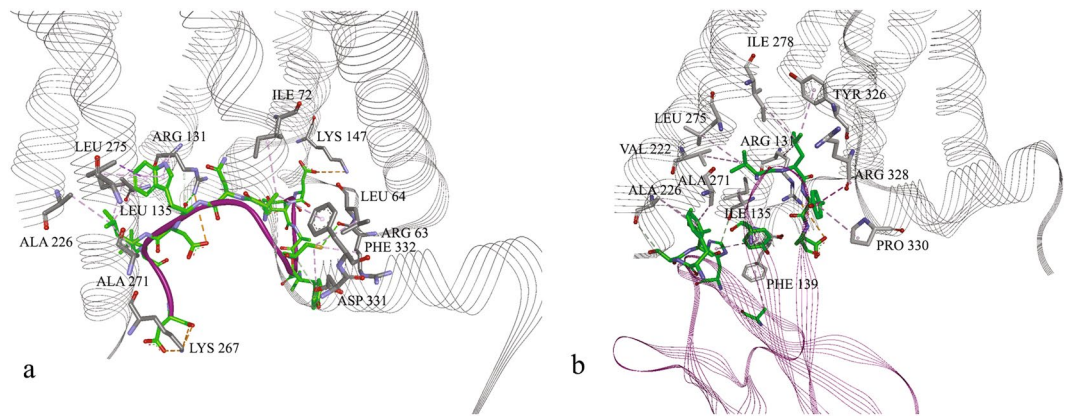 ILE 72
LYS 147
ARG 131
LEU 275
LEU 135
LEU 64
ARG 63
PHE 332
ALA 226
ALA 271
ASP 331
LYS 267
a
ILE 278
TYR 326
LEU 275
ARG 131
VAL 222
ALA 271
ARG 328
ALA 226
ILE 135
PRO 330
PHE 139
b